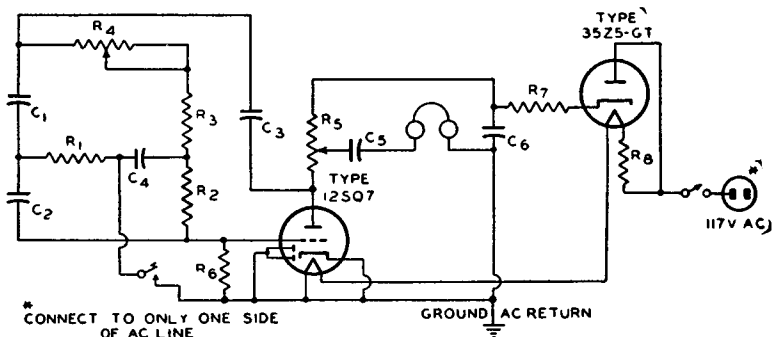 TYPE
35Z5-GT
R4
R7
R5
C1
R3
C3
C5
C6
R8
R1
C4
*
TYPE
12SQ7
C2
R2
117V AC
R6
* CONNECT TO ONLY ONE SIDE
OF AC LINE
GROUND AC RETURN